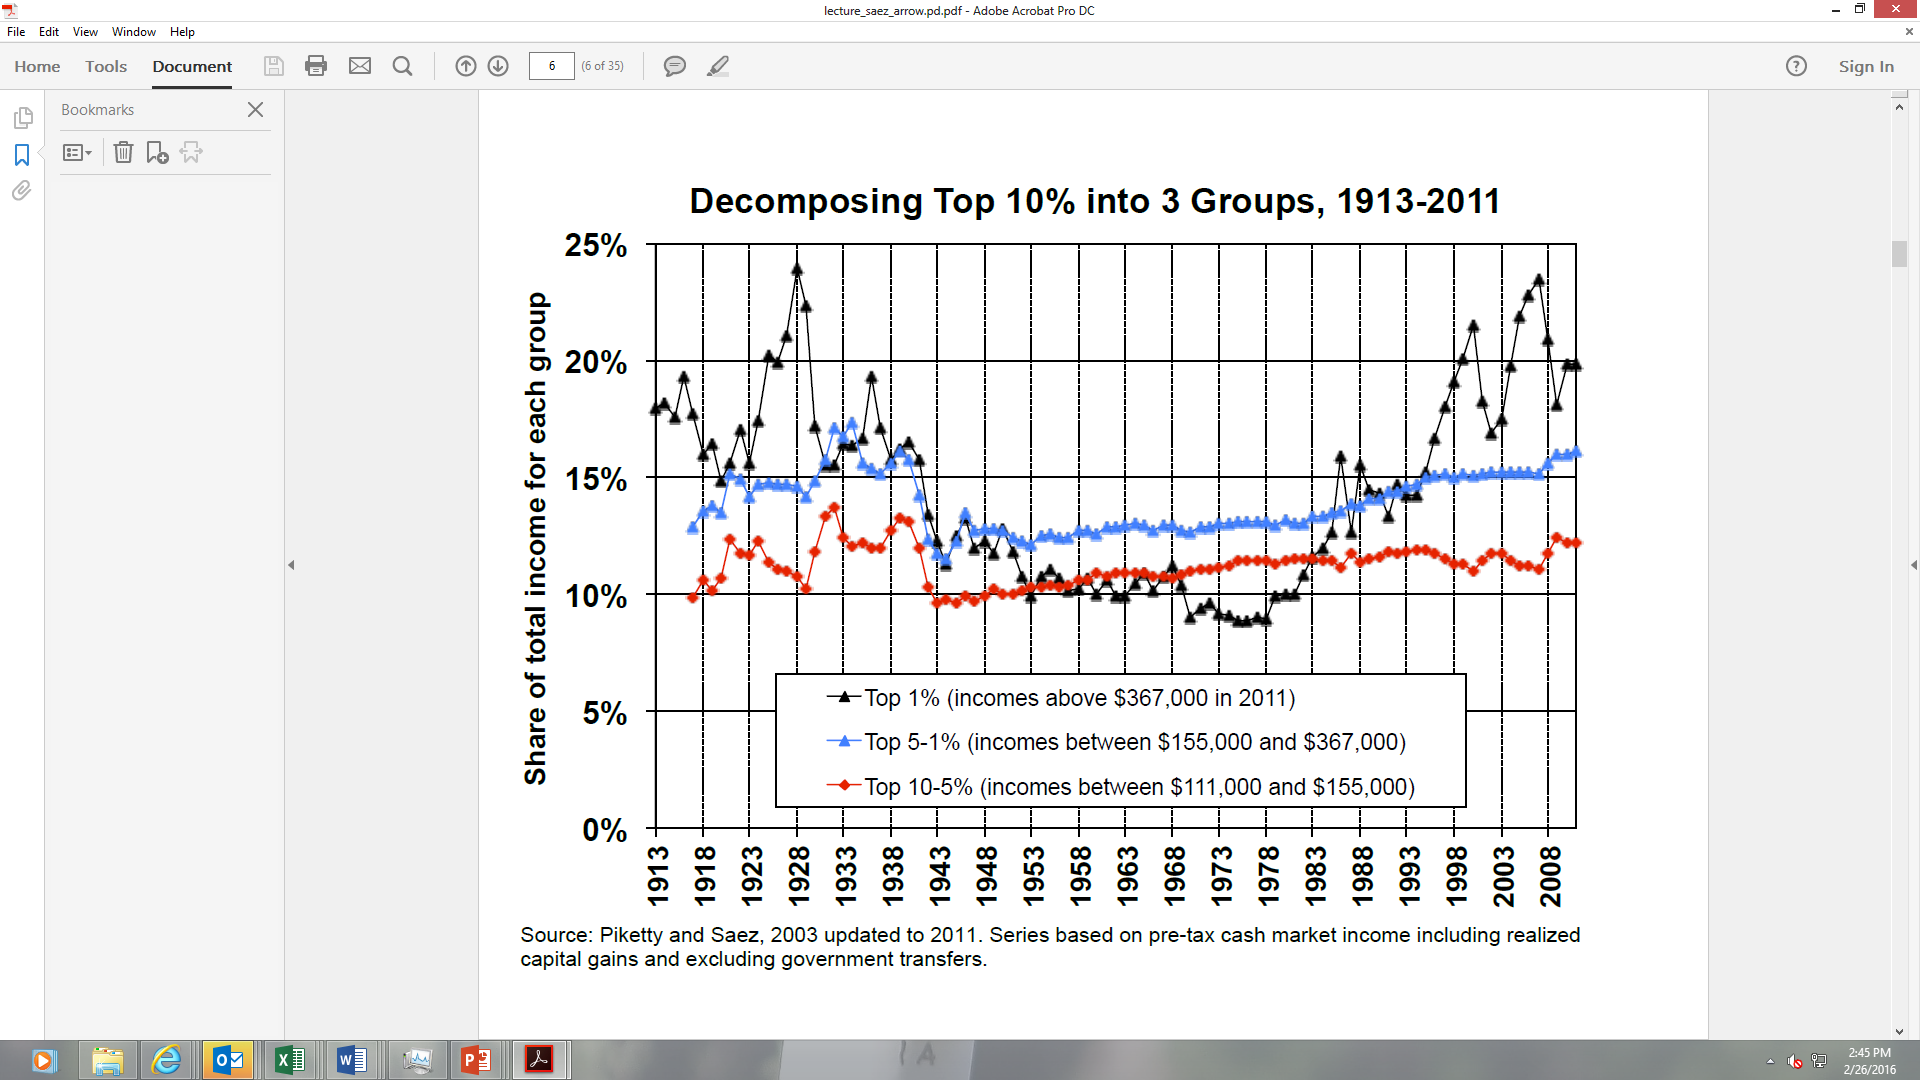 lecture_saez_arrow.pd.pdf - Adobe Acrobat Pro DC
File Edit View Window Help
Home Tools Document 6 (6 of 35) Sign In
Bookmarks
Decomposing Top 10% into 3 Groups, 1913-2011
Share of total income for each group
25%
20%
15%
10%
5%
0%
Top 1% (incomes above $367,000 in 2011)
Top 5-1% (incomes between $155,000 and $367,000)
Top 10-5% (incomes between $111,000 and $155,000)
1913 1918 1923 1928 1933 1938 1943 1948 1953 1958 1963 1968 1973 1978 1983 1988 1993 1998 2003 2008
Source: Piketty and Saez, 2003 updated to 2011. Series based on pre-tax cash market income including realized
capital gains and excluding government transfers.
2:45 PM
2/26/2016